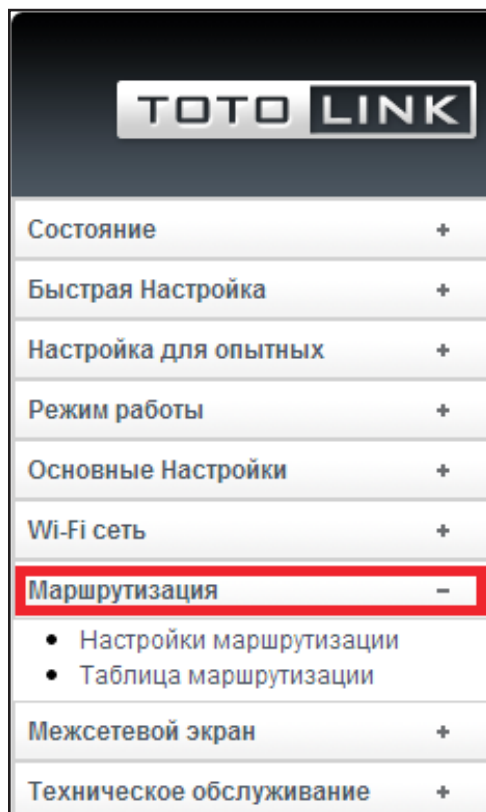 TOTO LINK
Состояние +
Быстрая Настройка +
Настройка для опытных +
Режим работы +
Основные Настройки +
Wi-Fi сеть +
Маршрутизация −
• Настройки маршрутизации
• Таблица маршрутизации
Межсетевой экран +
Техническое обслуживание +